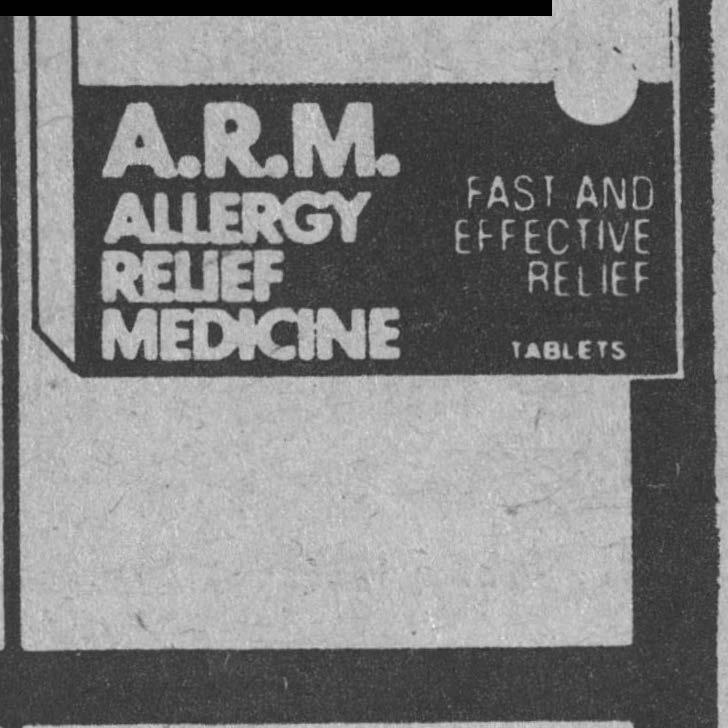 A.R.M.
ALLERGY
RELIEF
MEDICINE
FAST AND
EFFECTIVE
RELIEF
TABLETS